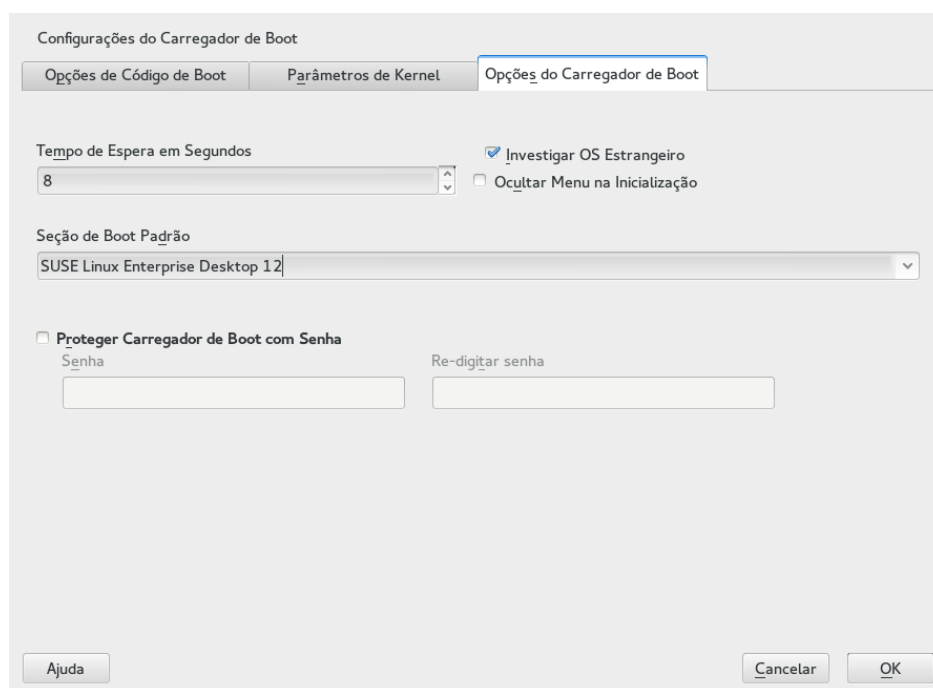 Configurações do Carregador de Boot
Opções de Código de Boot
Parâmetros de Kernel
Opções do Carregador de Boot
Tempo de Espera em Segundos
8
Investigar OS Estrangeiro
Ocultar Menu na Inicialização
Seção de Boot Padrão
SUSE Linux Enterprise Desktop 12
Proteger Carregador de Boot com Senha
Senha
Re-digitar senha
Ajuda
Cancelar
OK